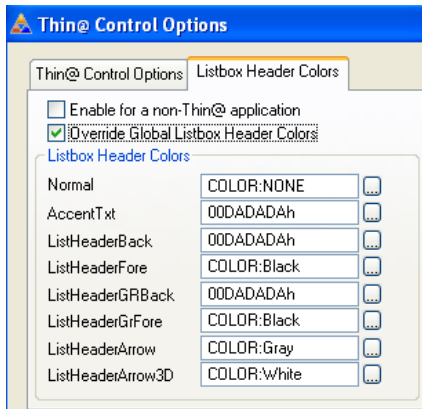 Thin@ Control Options
Thin@ Control Options Listbox Header Colors
Enable for a non-Thin@ application
Override Global Listbox Header Colors
Listbox Header Colors
Normal COLOR:NONE ...
AccentTxt 00DADADAh ...
ListHeaderBack 00DADADAh ...
ListHeaderFore COLOR:Black ...
ListHeaderGRBack 00DADADAh ...
ListHeaderGrFore COLOR:Black ...
ListHeaderArrow COLOR:Gray ...
ListHeaderArrow3D COLOR:White ...